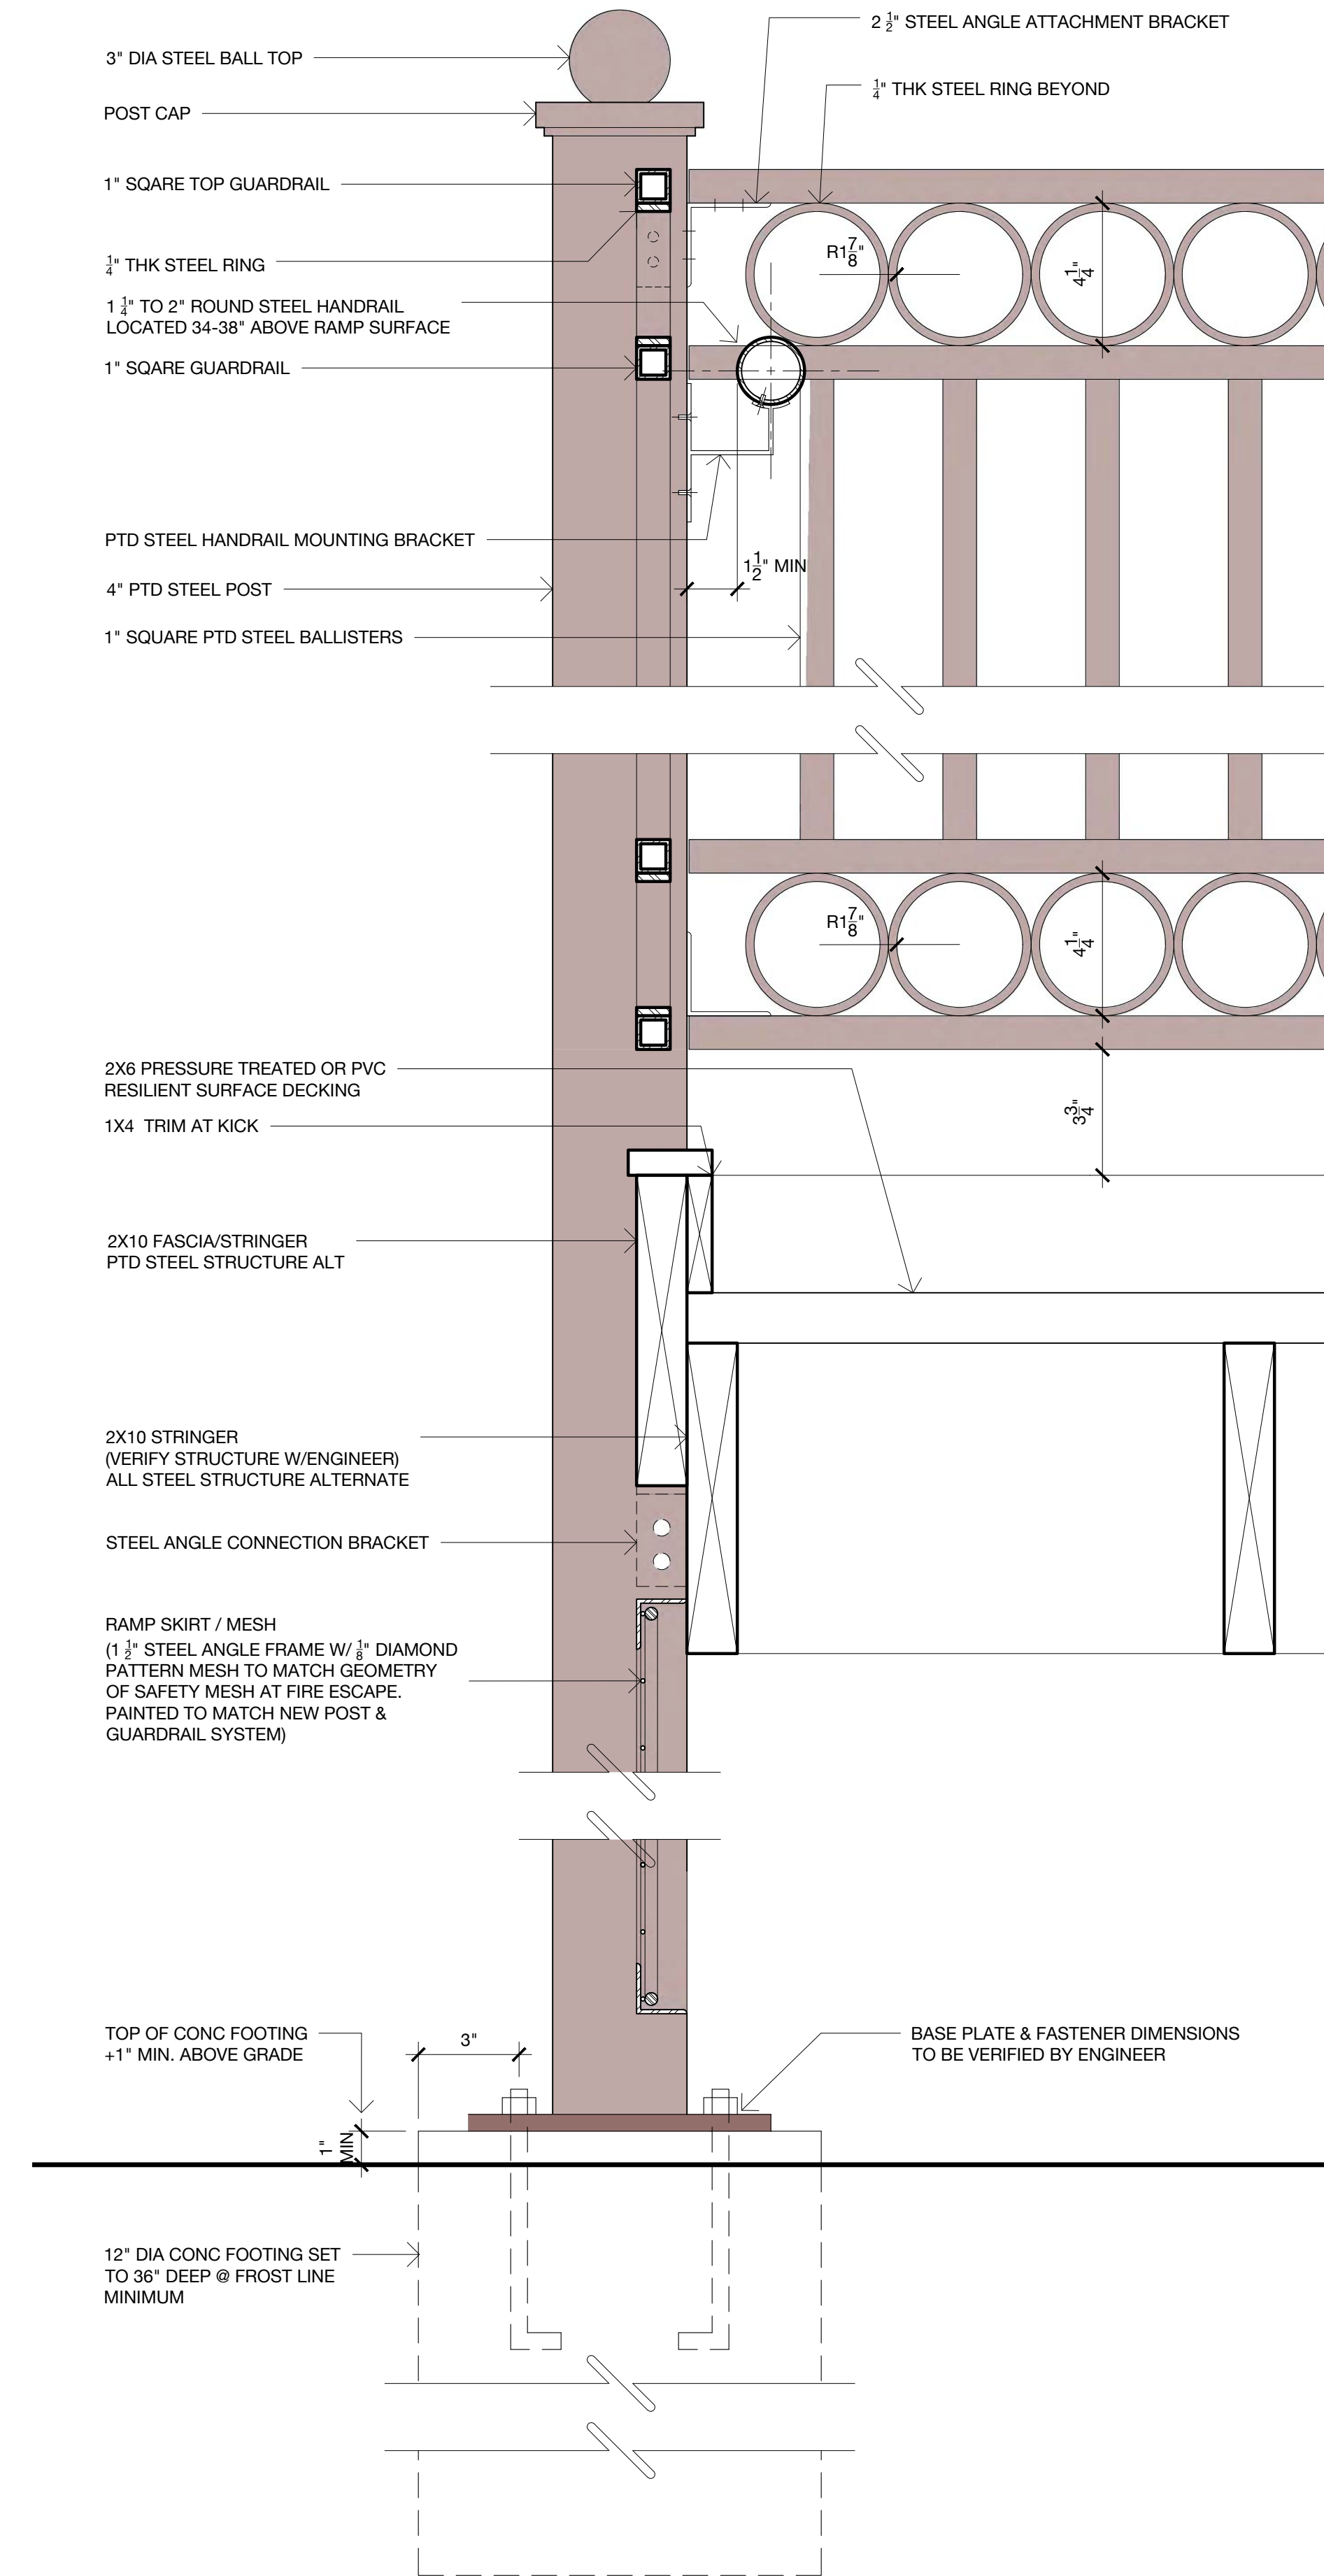 2 1/2" STEEL ANGLE ATTACHMENT BRACKET
3" DIA STEEL BALL TOP
1/4" THK STEEL RING BEYOND
POST CAP
1" SQARE TOP GUARDRAIL
R1 7/8"
4 1/4"
1/4" THK STEEL RING
1 1/4" TO 2" ROUND STEEL HANDRAIL
LOCATED 34-38" ABOVE RAMP SURFACE
1" SQARE GUARDRAIL
PTD STEEL HANDRAIL MOUNTING BRACKET
1 1/2" MIN
4" PTD STEEL POST
1" SQUARE PTD STEEL BALLISTERS
R1 7/8"
4 1/4"
2X6 PRESSURE TREATED OR PVC
RESILIENT SURFACE DECKING
3 3/4"
1X4 TRIM AT KICK
2X10 FASCIA/STRINGER
PTD STEEL STRUCTURE ALT
2X10 STRINGER
(VERIFY STRUCTURE W/ENGINEER)
ALL STEEL STRUCTURE ALTERNATE
STEEL ANGLE CONNECTION BRACKET
RAMP SKIRT / MESH
(1 1/2" STEEL ANGLE FRAME W/ 1/8" DIAMOND
PATTERN MESH TO MATCH GEOMETRY
OF SAFETY MESH AT FIRE ESCAPE.
PAINTED TO MATCH NEW POST &
GUARDRAIL SYSTEM)
TOP OF CONC FOOTING
+1" MIN. ABOVE GRADE
3"
BASE PLATE & FASTENER DIMENSIONS
TO BE VERIFIED BY ENGINEER
1"
MIN
12" DIA CONC FOOTING SET
TO 36" DEEP @ FROST LINE
MINIMUM